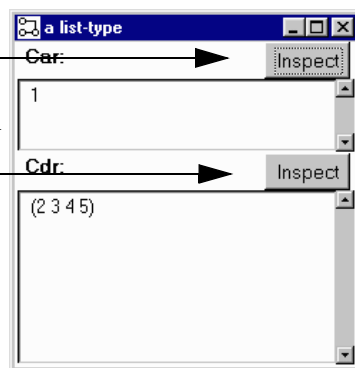 a list-type
Car:
Inspect
1
Cdr:
Inspect
(2 3 4 5)